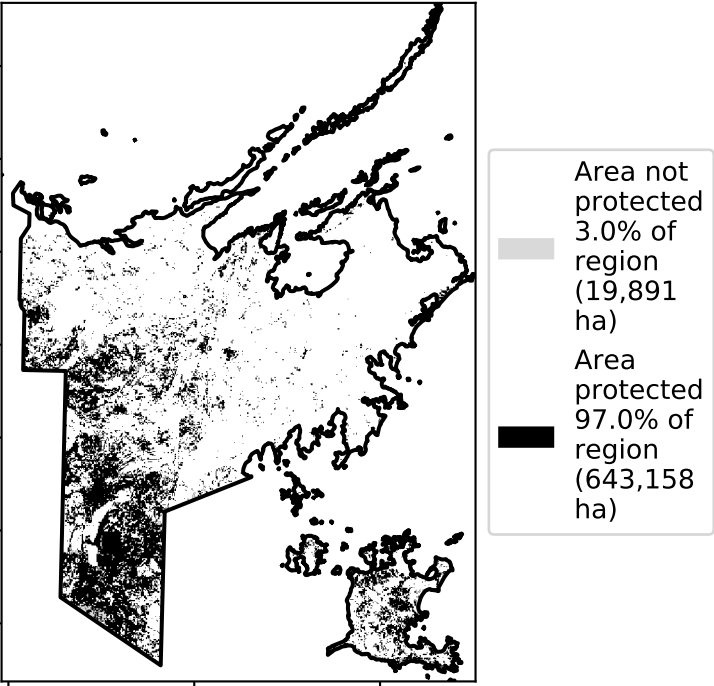 Area not
protected
3.0% of
region
(19,891
ha)
Area
protected
97.0% of
region
(643,158
ha)